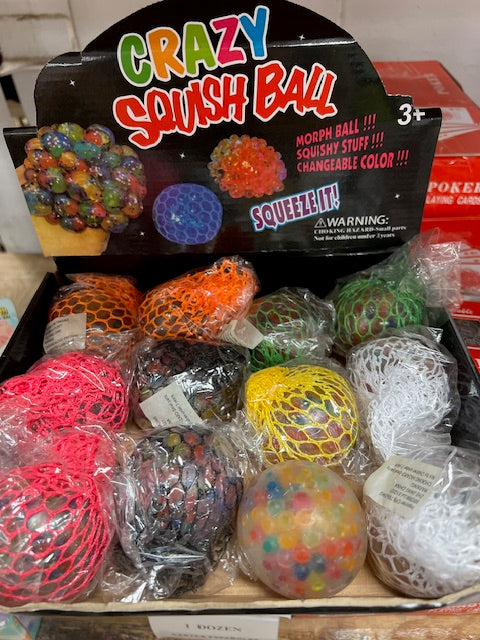 CRAZY
SQUISH BALL
3+
MORPH BALL !!!
SQUISHY STUFF !!!
CHANGEABLE COLOR !!!
SQUEEZE IT!
WARNING:
CHOKING HAZARD-Small parts
Not for children under 3 years
POKER
PLAYING CARDS
1 DOZEN